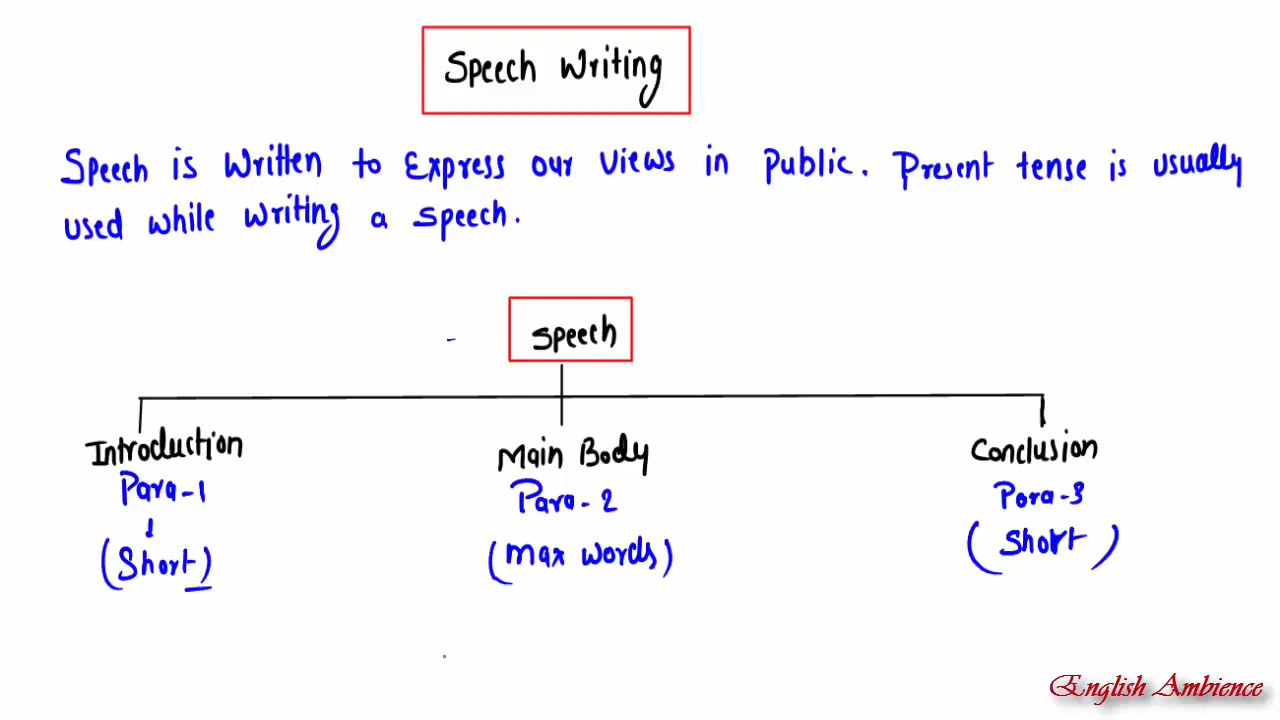 Speech Writing
Speech is Written to Express our views in Public. Present tense is usually
used while writing a speech.
Speech
Introduction Main Body Conclusion
Para-1 Para-2 Pora-3
(Short) (Max words) (Short)
English Ambience